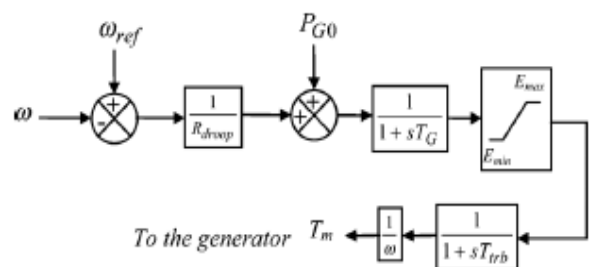 ω_ref
P_G0
ω
+
-
1
R_droop
+
+
1
1 + sT_G
E_max
E_min
To the generator T_m
1
ω
1
1 + sT_trb